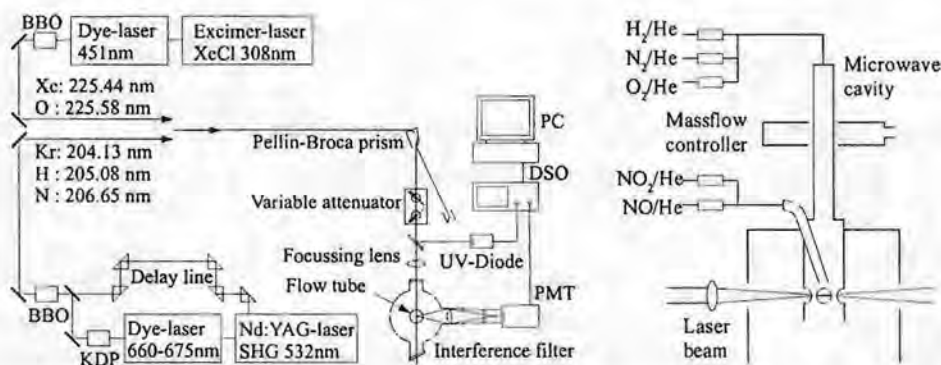 BBO
Dye-laser
451nm
Excimer-laser
XeCl 308nm
Xe: 225.44 nm
O : 225.58 nm
Kr: 204.13 nm
H : 205.08 nm
N : 206.65 nm
Pellin-Broca prism
PC
DSO
Variable attenuator
Focussing lens
UV-Diode
Flow tube
PMT
Interference filter
Delay line
BBO
KDP
Dye-laser
660-675nm
Nd:YAG-laser
SHG 532nm
H2/He
N2/He
O2/He
Microwave
cavity
Massflow
controller
NO2/He
NO/He
Laser
beam